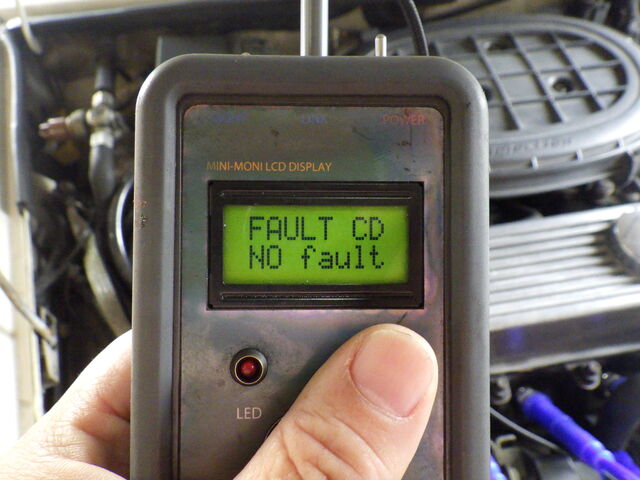 POWER
MINI-MONI LCD DISPLAY
FAULT CD
NO fault
LED